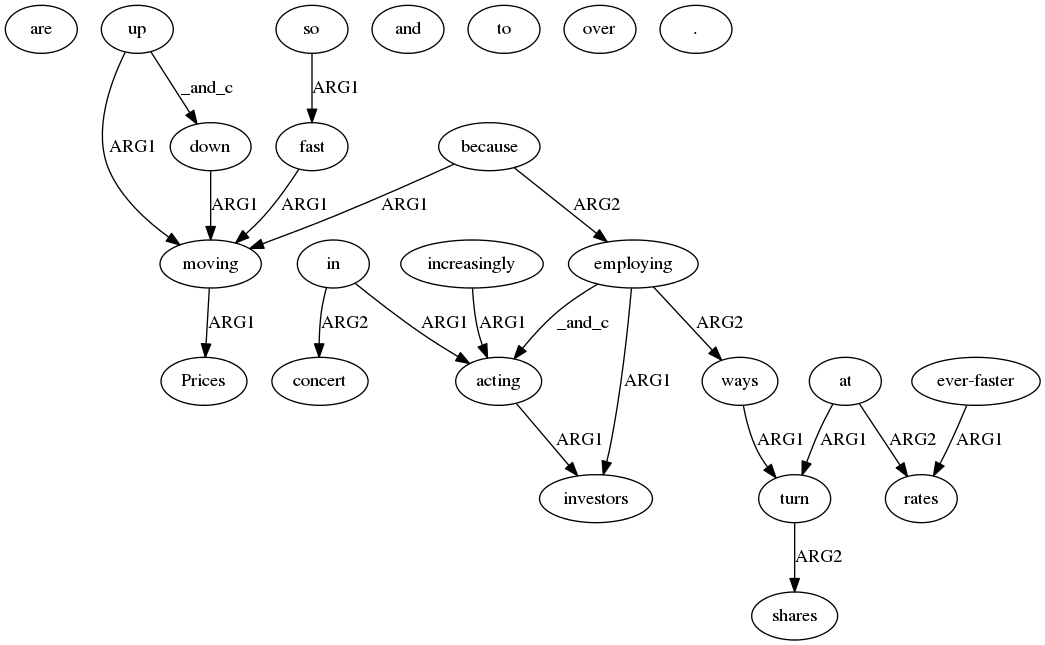 are up so and to over .
_and_c ARG1
ARG1 down fast because
ARG1 ARG1 ARG1 ARG2
moving in increasingly employing
ARG1 ARG2 ARG1 ARG1 _and_c ARG2
Prices concert acting ARG1 ways at ever-faster
ARG1 ARG1 ARG1 ARG2 ARG1
investors turn rates
ARG2
shares